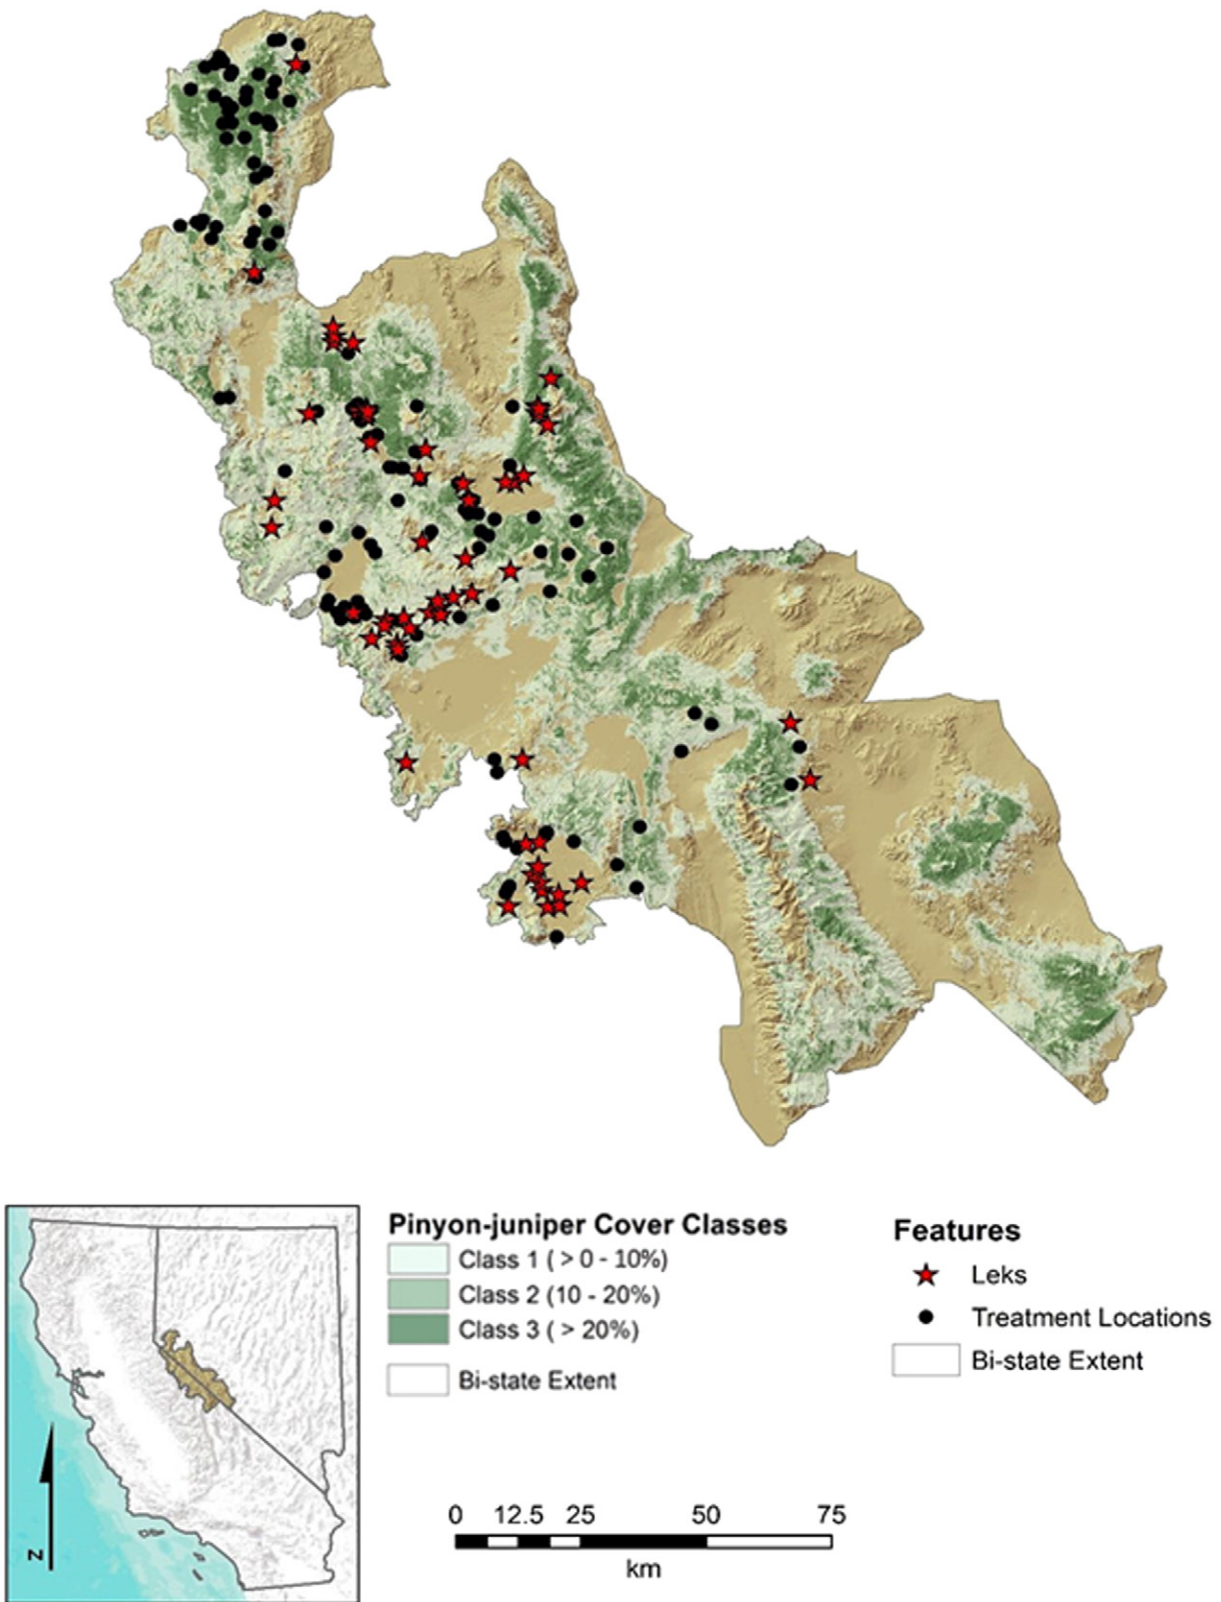 Pinyon-juniper Cover Classes
Class 1 ( > 0 - 10%)
Class 2 (10 - 20%)
Class 3 ( > 20%)
Bi-state Extent
Features
Leks
Treatment Locations
Bi-state Extent
N
0 12.5 25 50 75
km